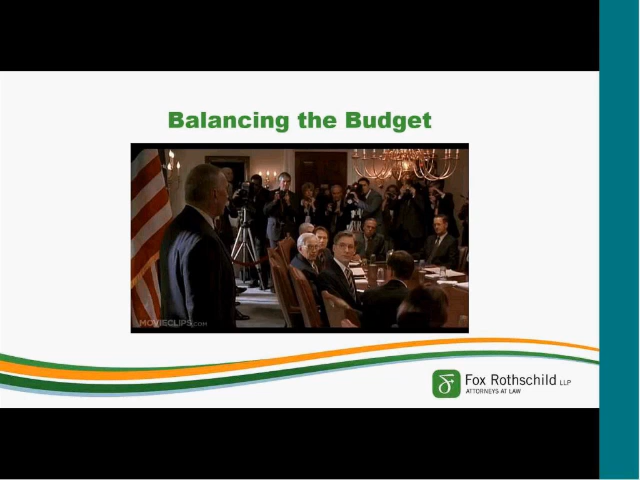 Balancing the Budget
MOVIECLIPS.COM
Fox Rothschild LLP
ATTORNEYS AT LAW